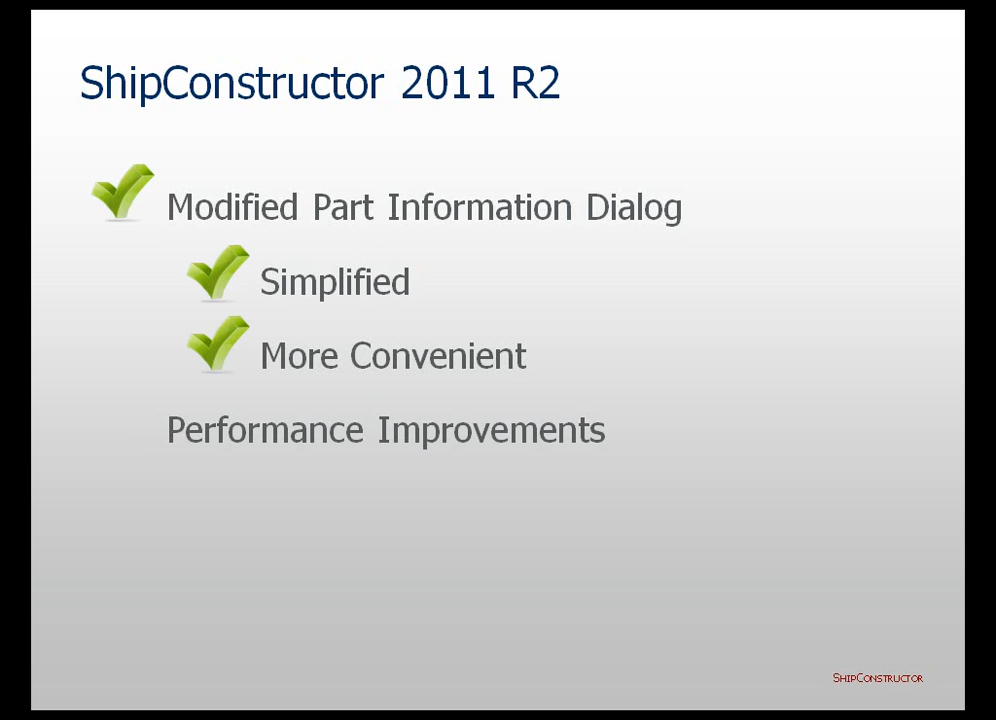 ShipConstructor 2011 R2
Modified Part Information Dialog
Simplified
More Convenient
Performance Improvements
ShipConstructor